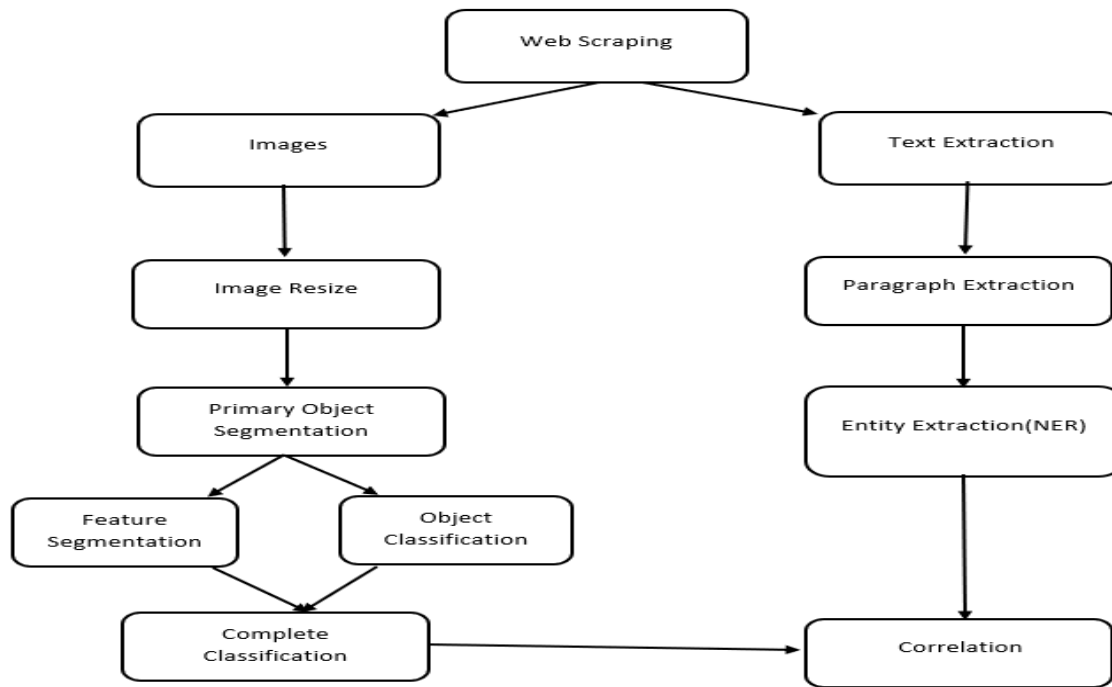 Web Scraping
Images
Text Extraction
Image Resize
Paragraph Extraction
Primary Object
Segmentation
Entity Extraction(NER)
Feature
Segmentation
Object
Classification
Complete
Classification
Correlation